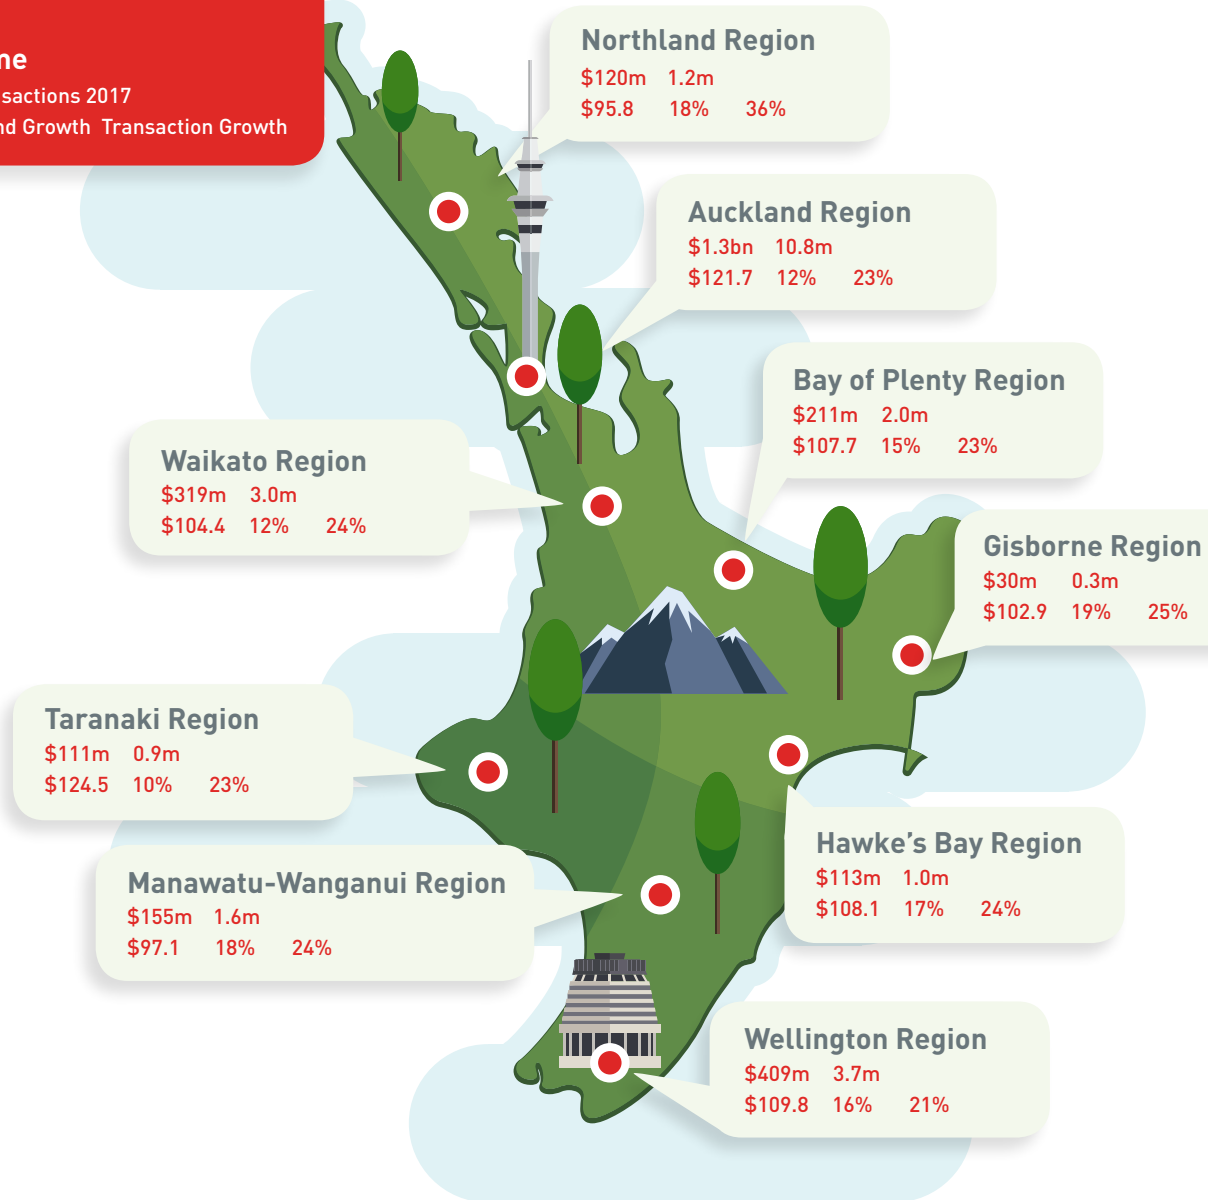 2017
Growth Transaction Growth
Northland Region
$120m 1.2m
$95.8 18% 36%
Auckland Region
$1.3bn 10.8m
$121.7 12% 23%
Bay of Plenty Region
$211m 2.0m
$107.7 15% 23%
Waikato Region
$319m 3.0m
$104.4 12% 24%
Gisborne Region
$30m 0.3m
$102.9 19% 25%
Taranaki Region
$111m 0.9m
$124.5 10% 23%
Hawke’s Bay Region
$113m 1.0m
$108.1 17% 24%
Manawatu-Wanganui Region
$155m 1.6m
$97.1 18% 24%
Wellington Region
$409m 3.7m
$109.8 16% 21%